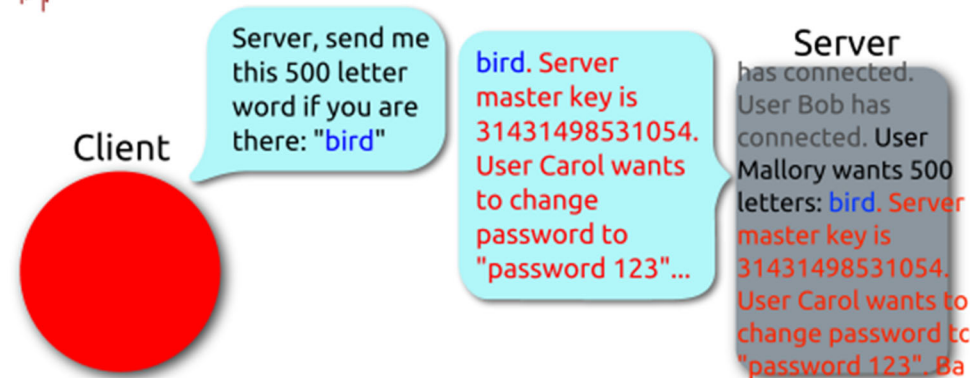 Client
Server, send me
this 500 letter
word if you are
there: "bird"
bird. Server
master key is
31431498531054.
User Carol wants
to change
password to
"password 123"...
Server
has connected.
User Bob has
connected. User
Mallory wants 500
letters: bird. Server
master key is
31431498531054.
User Carol wants to
change password to
"password 123". Ba